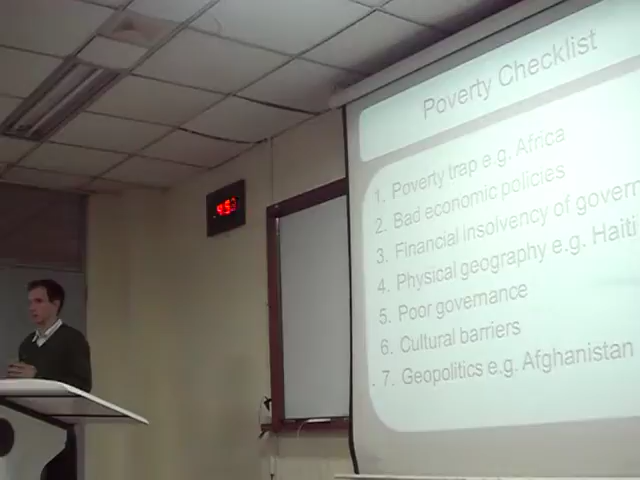 Poverty Checklist
1. Poverty trap e.g. Africa
2. Bad economic policies
3. Financial insolvency of govern
4. Physical geography e.g. Haiti
5. Poor governance
6. Cultural barriers
7. Geopolitics e.g. Afghanistan